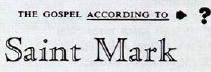 THE GOSPEL ACCORDING TO ?
Saint Mark